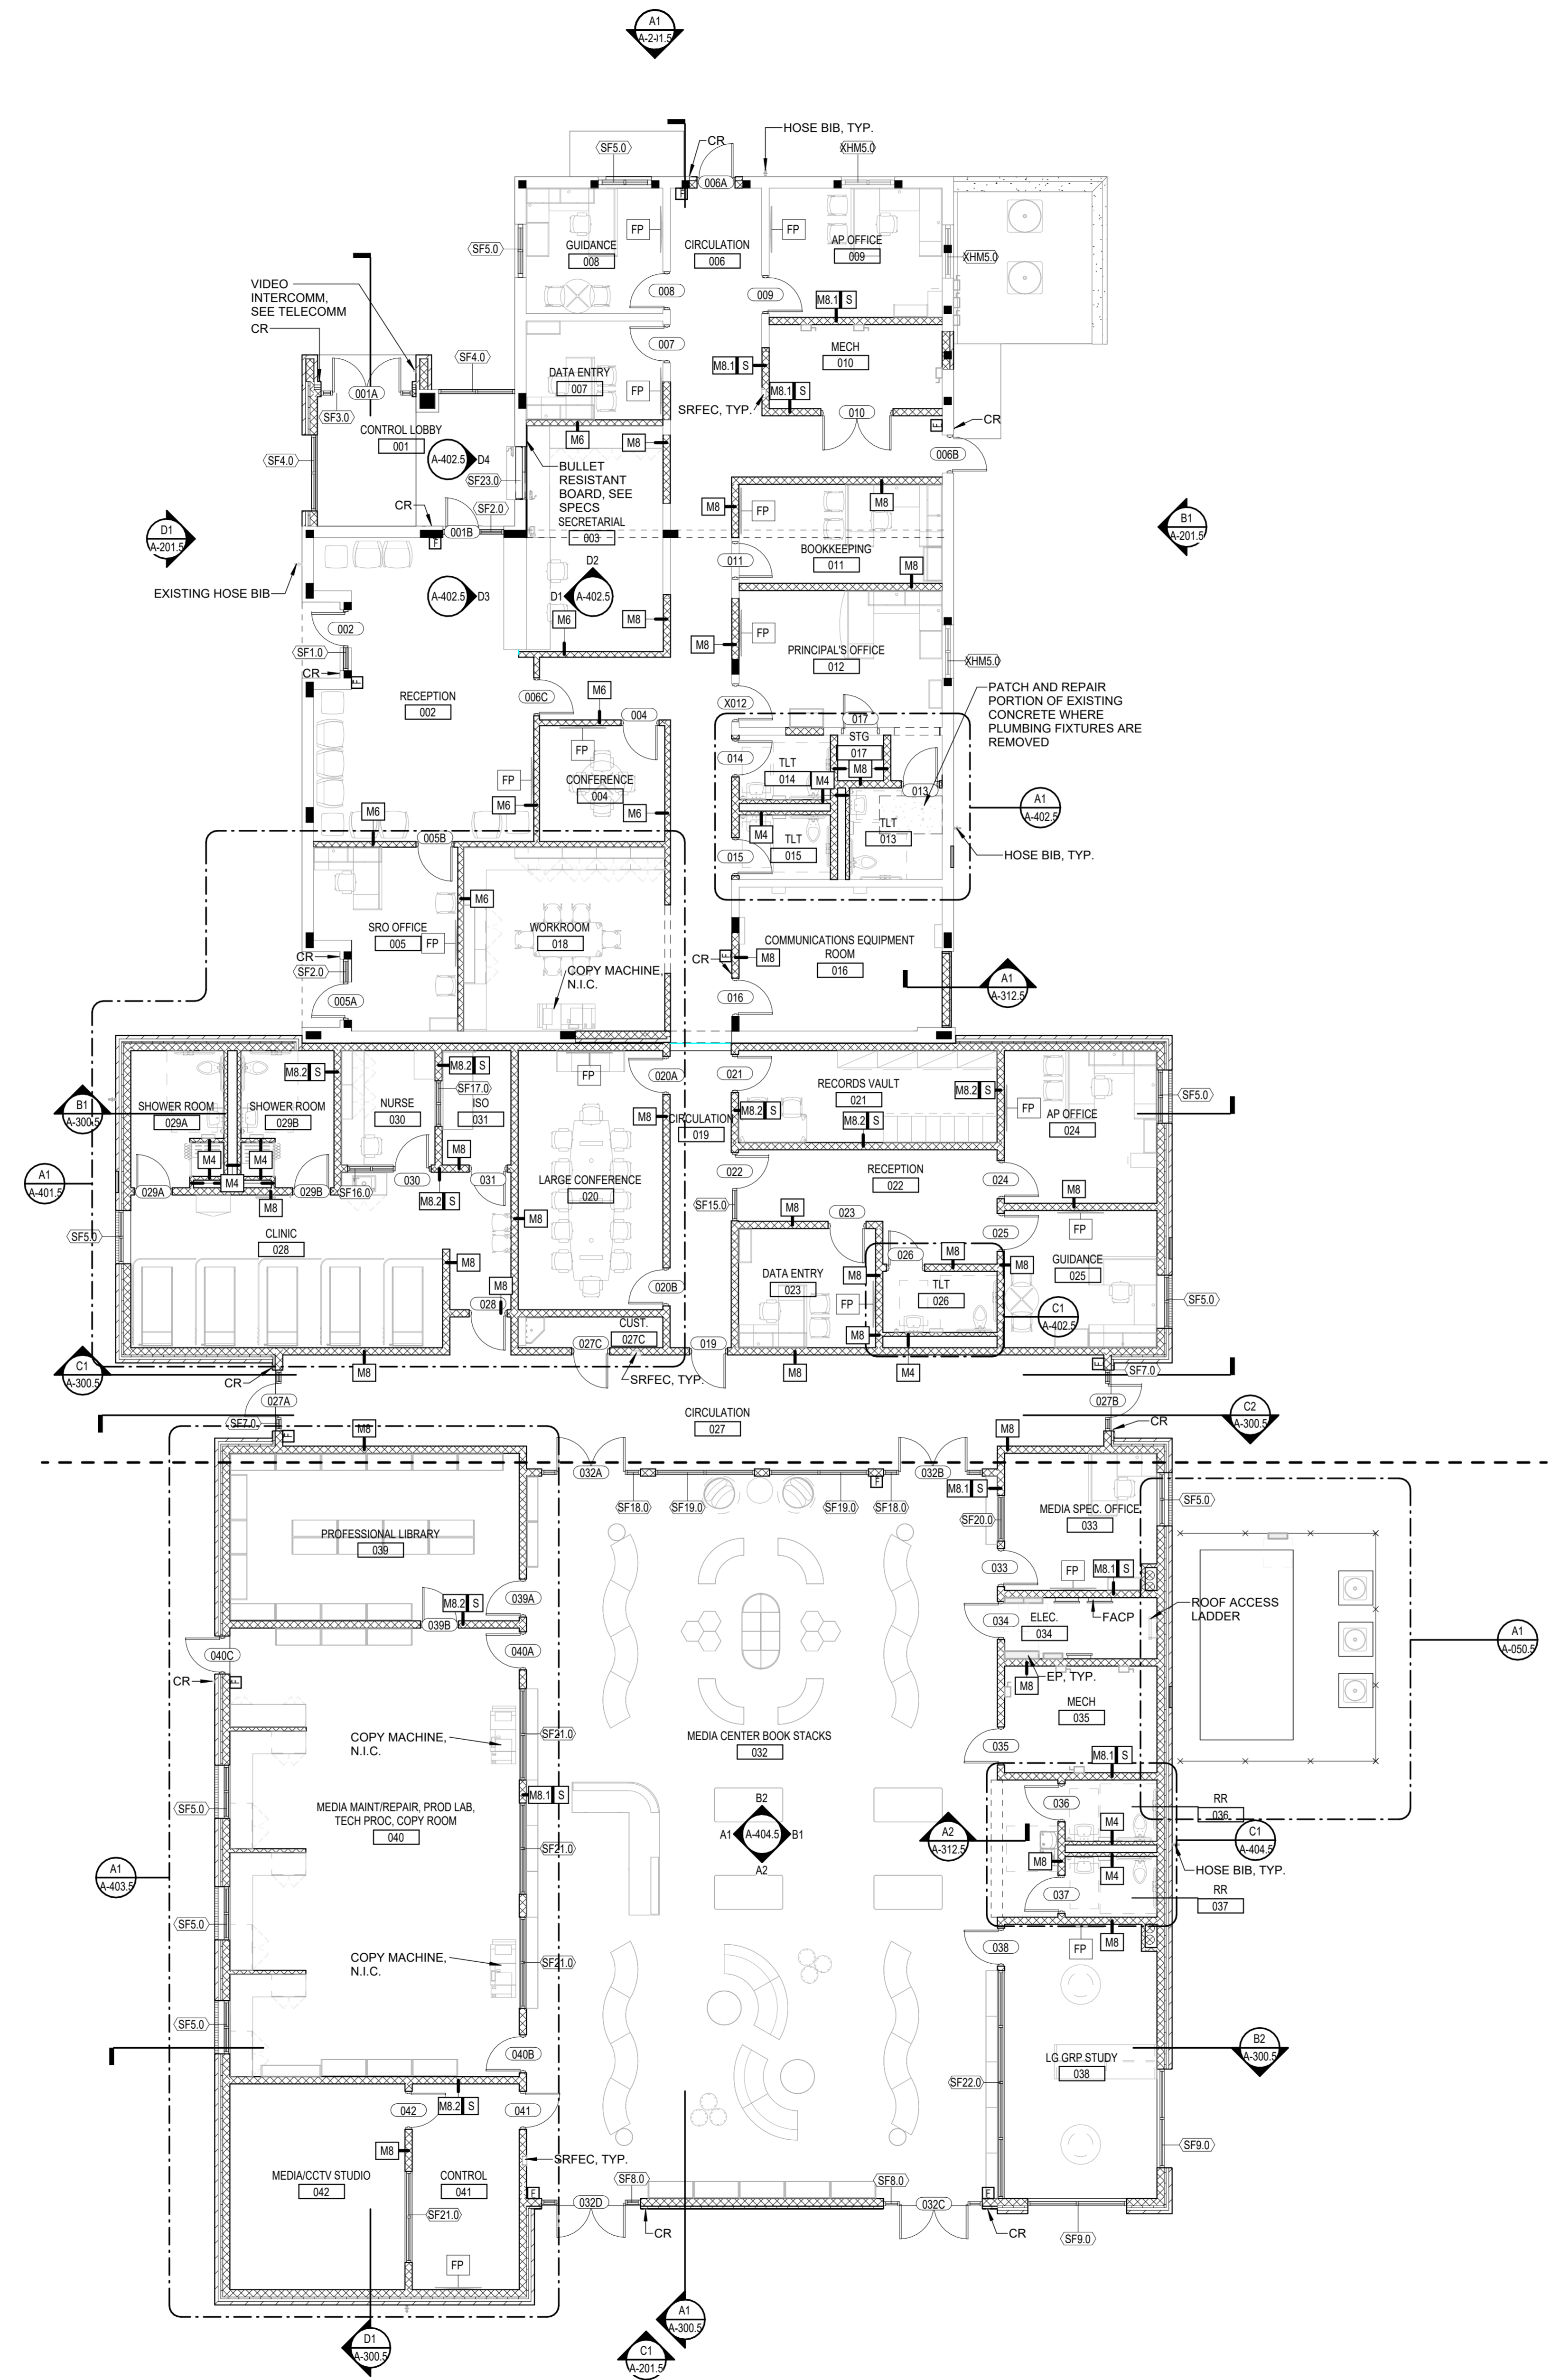 A1
A-2-I1.5
HOSE BIB, TYP.
CR
SF5.0
XHM5.0
006A
F
GUIDANCE
008
FP
CIRCULATION
006
FP
AP OFFICE
009
SF5.0
XHM5.0
VIDEO
INTERCOMM,
SEE TELECOMM
CR
008
009
M8.1 S
007
MECH
010
SF4.0
M8.1 S
DATA ENTRY
007
FP
M8.1 S
001A
SF3.0
SRFEC, TYP.
010
CR
F
CONTROL LOBBY
001
M6
M8
006B
SF4.0
A-402.5
D4
SF23.0
BULLET
RESISTANT
BOARD, SEE
SPECS
SECRETARIAL
003
CR
SF2.0
001B
F
M8
FP
M8
D1
A-201.5
B1
A-201.5
BOOKKEEPING
011
011
M8
D2
EXISTING HOSE BIB
A-402.5
D3
D1
A-402.5
M6
M8
FP
002
M8
PRINCIPAL'S OFFICE
012
SF1.0
XHM5.0
CR
F
RECEPTION
002
006C
M6
004
X012
017
PATCH AND REPAIR
PORTION OF EXISTING
CONCRETE WHERE
PLUMBING FIXTURES ARE
REMOVED
FP
014
STG
017
TLT
014
M8
M4
FP
CONFERENCE
004
013
A1
A-402.5
M6
M6
M6
M4
TLT
013
TLT
015
015
HOSE BIB, TYP.
005B
M6
SRO OFFICE
005
FP
WORKROOM
018
COMMUNICATIONS EQUIPMENT
ROOM
016
CR
F
M8
CR
SF2.0
COPY MACHINE,
N.I.C.
A1
A-312.5
005A
016
M8.2 S
M8.2 S
SF17.0
FP
020A
021
RECORDS VAULT
021
M8.2 S
SF5.0
B1
A-300.5
SHOWER ROOM
029A
SHOWER ROOM
029B
NURSE
030
ISO
031
M8
CIRCULATION
019
M8.2 S
M8.2 S
FP
AP OFFICE
024
M4
M4
M8
A1
A-401.5
M4
029A
029B
SF16.0
030
031
M8.2 S
LARGE CONFERENCE
020
022
RECEPTION
022
024
M8
M8
SF15.0
M8
M8
023
025
FP
SF5.0
CLINIC
028
M8
026
M8
M8
GUIDANCE
025
M8
DATA ENTRY
023
M8
TLT
026
020B
SF5.0
028
FP
C1
A-402.5
CUST.
027C
M8
027C
019
C1
A-300.5
M8
M8
M4
F
SF7.0
CR
SRFEC, TYP.
027A
027B
CIRCULATION
027
C2
A-300.5
SF7.0
CR
M8
F
M8
032A
032B
F
M8.1 S
SF18.0
SF19.0
SF19.0
SF18.0
SF5.0
MEDIA SPEC. OFFICE
033
SF20.0
PROFESSIONAL LIBRARY
039
033
FP
M8.1 S
M8.2 S
039A
ROOF ACCESS
LADDER
039B
034
ELEC.
034
FACP
040C
040A
A1
A-050.5
CR
F
EP, TYP.
M8
MECH
035
COPY MACHINE,
N.I.C.
SF21.0
MEDIA CENTER BOOK STACKS
032
035
M8.1 S
M8.1 S
B2
036
RR
036
SF5.0
MEDIA MAINT/REPAIR, PROD LAB,
TECH PROC, COPY ROOM
040
A1
A-404.5
B1
A2
A-312.5
M4
C1
A-404.5
SF21.0
A2
M8
M4
HOSE BIB, TYP.
A1
A-403.5
RR
037
037
SF5.0
COPY MACHINE,
N.I.C.
SF21.0
038
FP
M8
SF5.0
B2
A-300.5
040B
LG GRP STUDY
038
SF22.0
M8.2 S
042
041
M8
SRFEC, TYP.
SF9.0
MEDIA/CCTV STUDIO
042
CONTROL
041
SF8.0
SF8.0
F
F
032D
032C
SF21.0
CR
CR
SF9.0
FP
A1
A-300.5
D1
A-300.5
C1
A-201.5